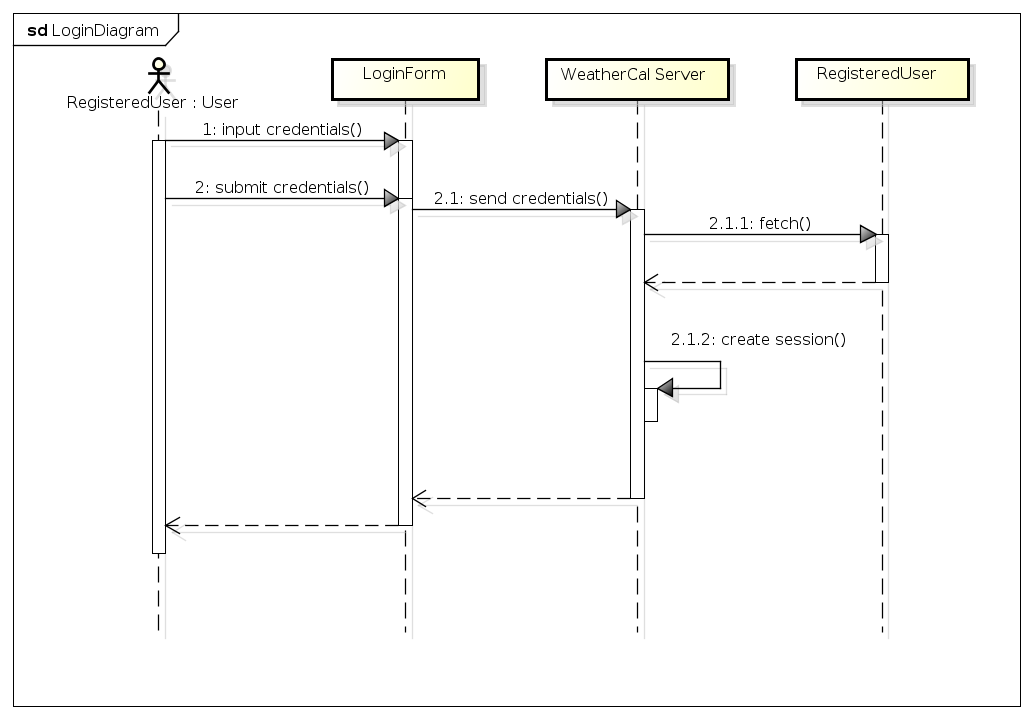 sd LoginDiagram
RegisteredUser : User
LoginForm
WeatherCal Server
RegisteredUser
1: input credentials()
2: submit credentials()
2.1: send credentials()
2.1.1: fetch()
2.1.2: create session()